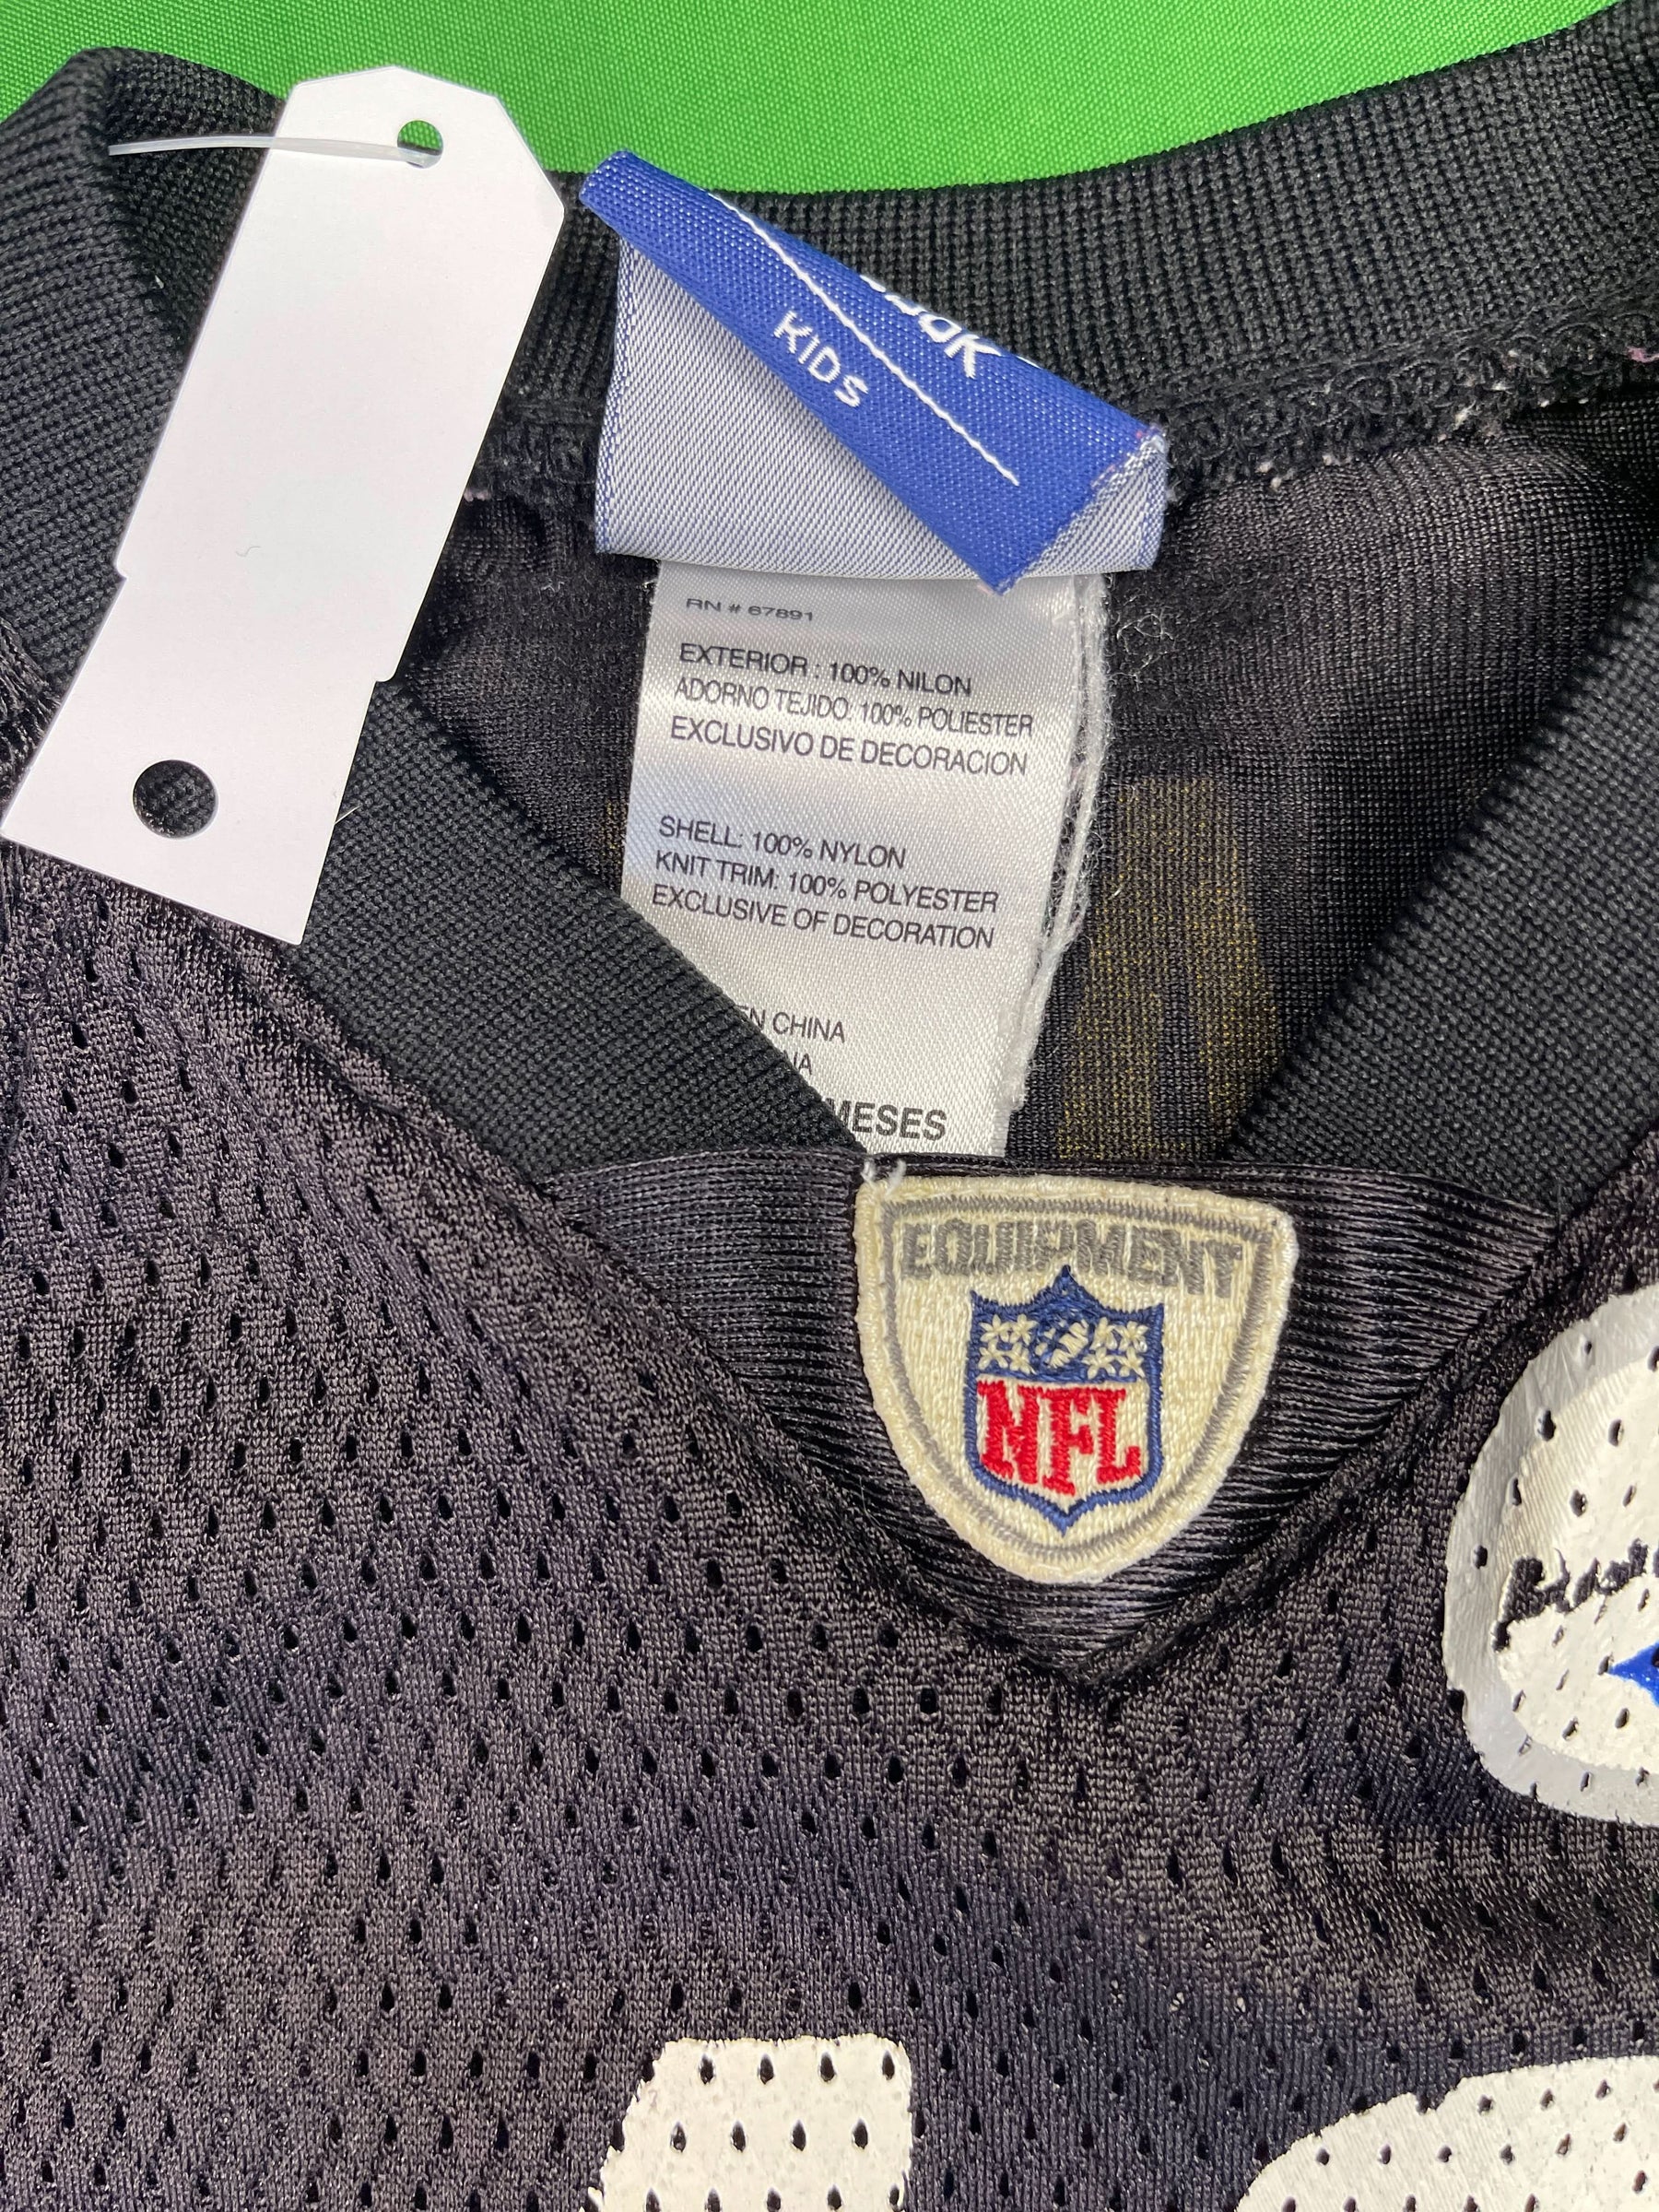 KIDS
RN # 67891
EXTERIOR : 100% NILON
ADORNO TEJIDO: 100% POLIESTER
EXCLUSIVO DE DECORACION
SHELL: 100% NYLON
KNIT TRIM: 100% POLYESTER
EXCLUSIVE OF DECORATION
EN CHINA
MESES
EQUIPMENT
NFL